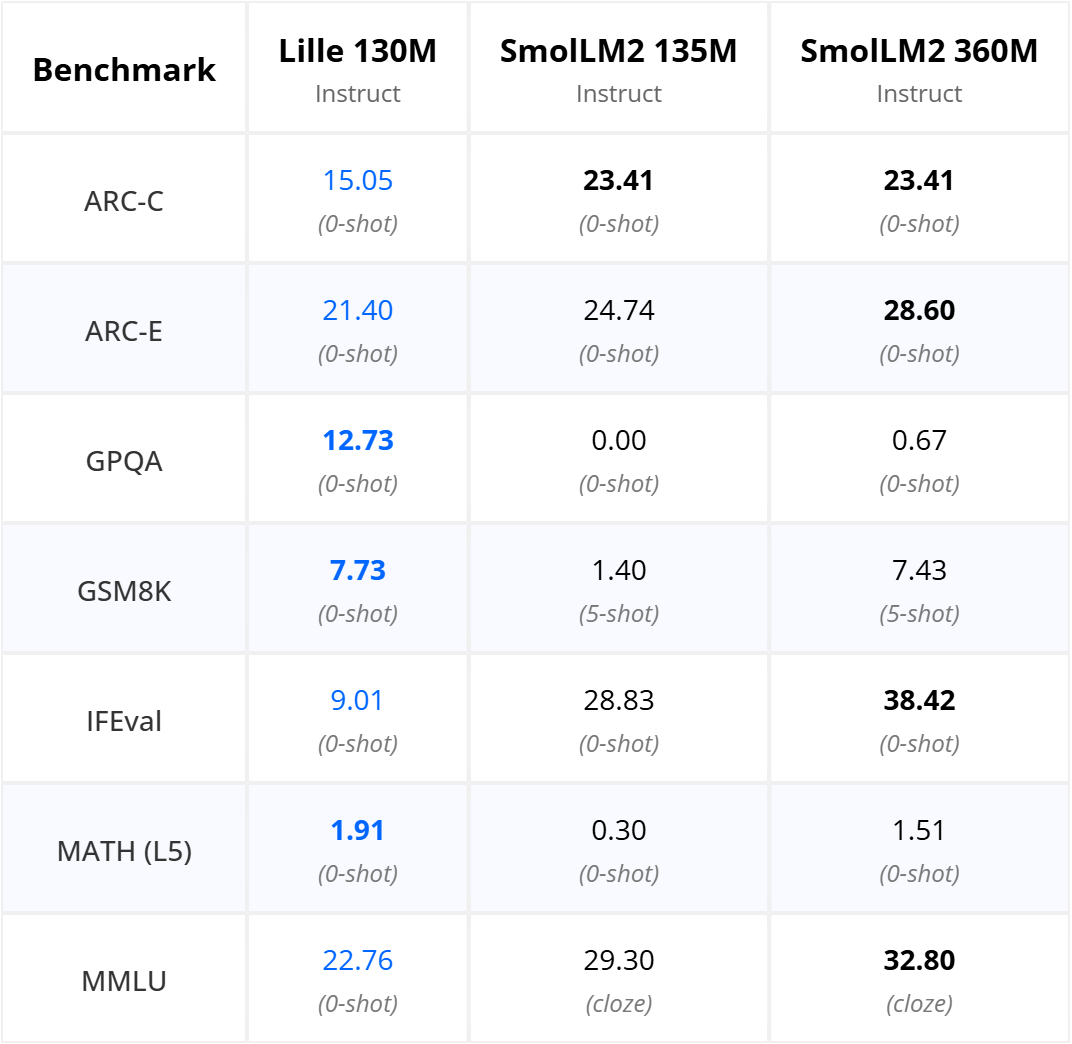 Benchmark
Lille 130M
Instruct
SmolLM2 135M
Instruct
SmolLM2 360M
Instruct
ARC-C
15.05
(0-shot)
23.41
(0-shot)
23.41
(0-shot)
ARC-E
21.40
(0-shot)
24.74
(0-shot)
28.60
(0-shot)
GPQA
12.73
(0-shot)
0.00
(0-shot)
0.67
(0-shot)
GSM8K
7.73
(0-shot)
1.40
(5-shot)
7.43
(5-shot)
IFEval
9.01
(0-shot)
28.83
(0-shot)
38.42
(0-shot)
MATH (L5)
1.91
(0-shot)
0.30
(0-shot)
1.51
(0-shot)
MMLU
22.76
(0-shot)
29.30
(cloze)
32.80
(cloze)